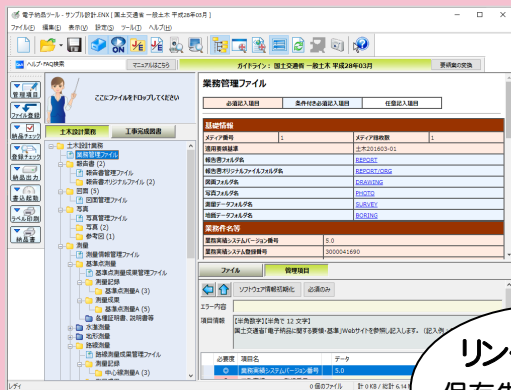 電子納品ツール - サンプル設計.ENX [ 国土交通省 一般土木 平成28年03月 ]
ファイル(F) 編集(E) 表示(V) 設定(S) ツール(T) ヘルプ(H)
ヘルプ・FAQ検索 マニュアルはこちら ガイドライン : 国土交通省 一般土木 平成28年03月 要領案の交換
管理項目
ファイル登録
納品チェック
登録チェック
納品出力
書込起動
ラベル印刷
納品書
ここにファイルをドロップしてください
土木設計業務 工事完成図書
土木設計業務
業務管理ファイル
報告書 (2)
報告書管理ファイル
報告書オリジナルファイル (2)
図面 (5)
図面管理ファイル
写真
写真管理ファイル
写真 (2)
参考図 (1)
測量
測量情報管理ファイル
基準点測量
基準点測量成果管理ファイル
測量記録
基準点測量A (3)
測量成果
基準点測量A (5)
各種証明書、説明書等
水準測量
地形測量
路線測量
路線測量成果管理ファイル
測量記録
中心線測量A (3)
業務管理ファイル
必須記入項目 条件付き必須記入項目 任意記入項目
基礎情報
メディア番号 1 メディア総枚数 1
適用要領基準 土木201603-01
報告書フォルダ名 REPORT
報告書オリジナルファイルフォルダ名 REPORT/ORG
図面フォルダ名 DRAWING
写真フォルダ名 PHOTO
測量データフォルダ名 SURVEY
地質データフォルダ名 BORING
業務件名等
業務実績システムバージョン番号 5.0
業務実績システム登録番号 3000041690
ファイル 管理項目
ソフトウェア情報初期化 必須のみ
エラー内容
項目情報 【半角数字】【半角で 12 文字】
国土交通省「電子納品に関する要領・基準」Webサイトを参照し記入します。
必要度 項目名 データ
業務実績システムバージョン番号 5.0
レディ 0 個のファイル 計 0 KB / 総計 6.14